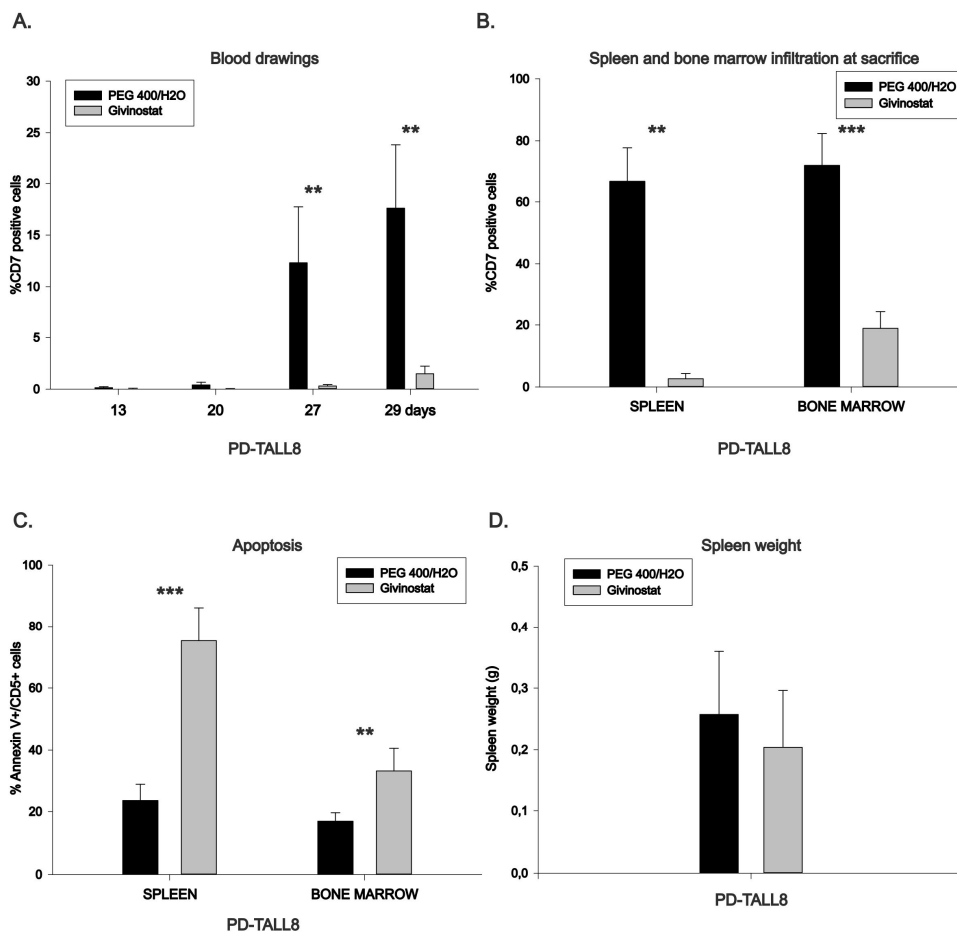 A.
Blood drawings
30
25
20
15
10
5
0
%CD7 positive cells
PEG 400/H2O
Givinostat
**
**
13 20 27 29 days
PD-TALL8
B.
Spleen and bone marrow infiltration at sacrifice
100
80
60
40
20
0
%CD7 positive cells
PEG 400/H2O
Givinostat
**
***
SPLEEN BONE MARROW
PD-TALL8
C.
Apoptosis
100
80
60
40
20
0
% Annexin V+/CD5+ cells
PEG 400/H2O
Givinostat
***
**
SPLEEN BONE MARROW
PD-TALL8
D.
Spleen weight
0,5
0,4
0,3
0,2
0,1
0,0
Spleen weight (g)
PEG 400/H2O
Givinostat
PD-TALL8